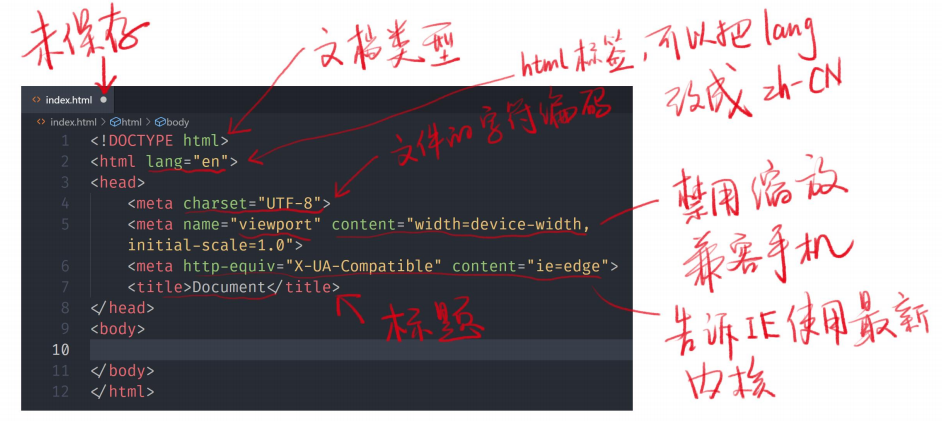 未保存
文档类型
html标签,可以把lang
改成 zh-CN
index.html
index.html > html > body
1 <!DOCTYPE html>
2 <html lang="en">
文件的字符编码
3 <head>
4 <meta charset="UTF-8">
5 <meta name="viewport" content="width=device-width,
initial-scale=1.0">
禁用缩放
兼容手机
6 <meta http-equiv="X-UA-Compatible" content="ie=edge">
7 <title>Document</title>
标题
告诉IE使用最新
内核
8 </head>
9 <body>
10
11 </body>
12 </html>